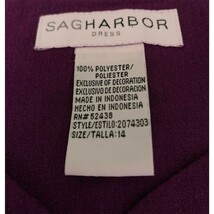 SAGHARBOR
DRESS
100% POLYESTER/
POLIESTER
EXCLUSIVE OF DECORATION
EXCLUSIVO DE DECORATION
MADE IN INDONESIA
HECHO EN INDONESIA
RN# 52438
STYLE/ESTILO:2074303
SIZE/TALLA:14